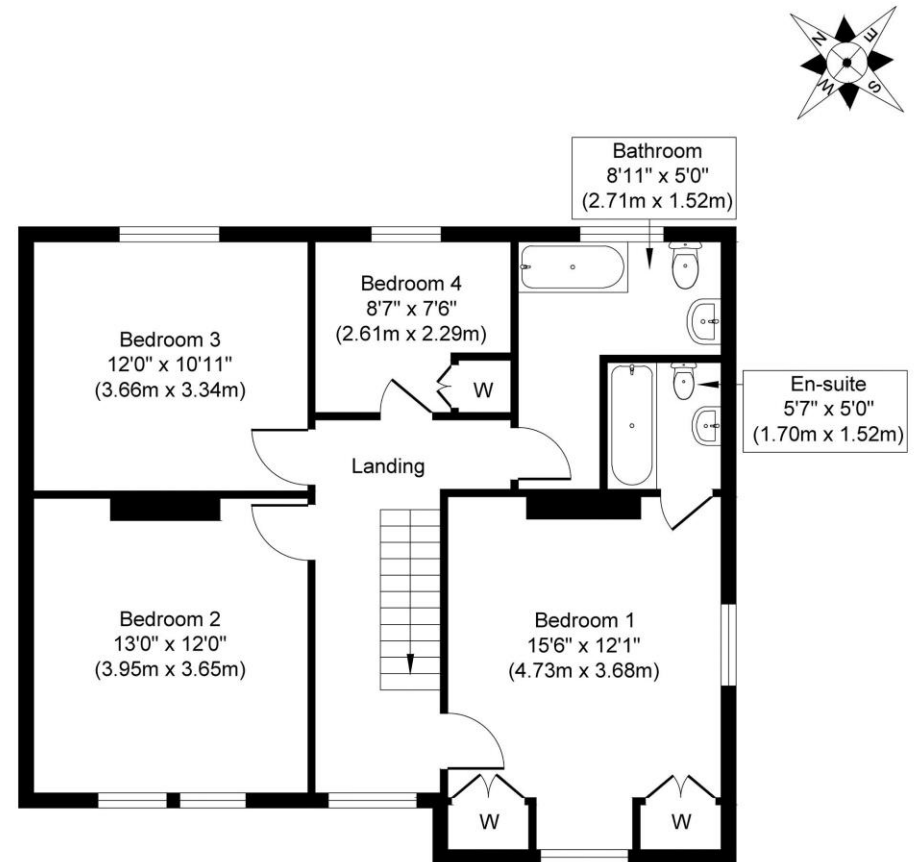 N
E
W
S
Bathroom
8'11" x 5'0"
(2.71m x 1.52m)
Bedroom 4
8'7" x 7'6"
(2.61m x 2.29m)
W
Bedroom 3
12'0" x 10'11"
(3.66m x 3.34m)
En-suite
5'7" x 5'0"
(1.70m x 1.52m)
Landing
Bedroom 2
13'0" x 12'0"
(3.95m x 3.65m)
Bedroom 1
15'6" x 12'1"
(4.73m x 3.68m)
W
W